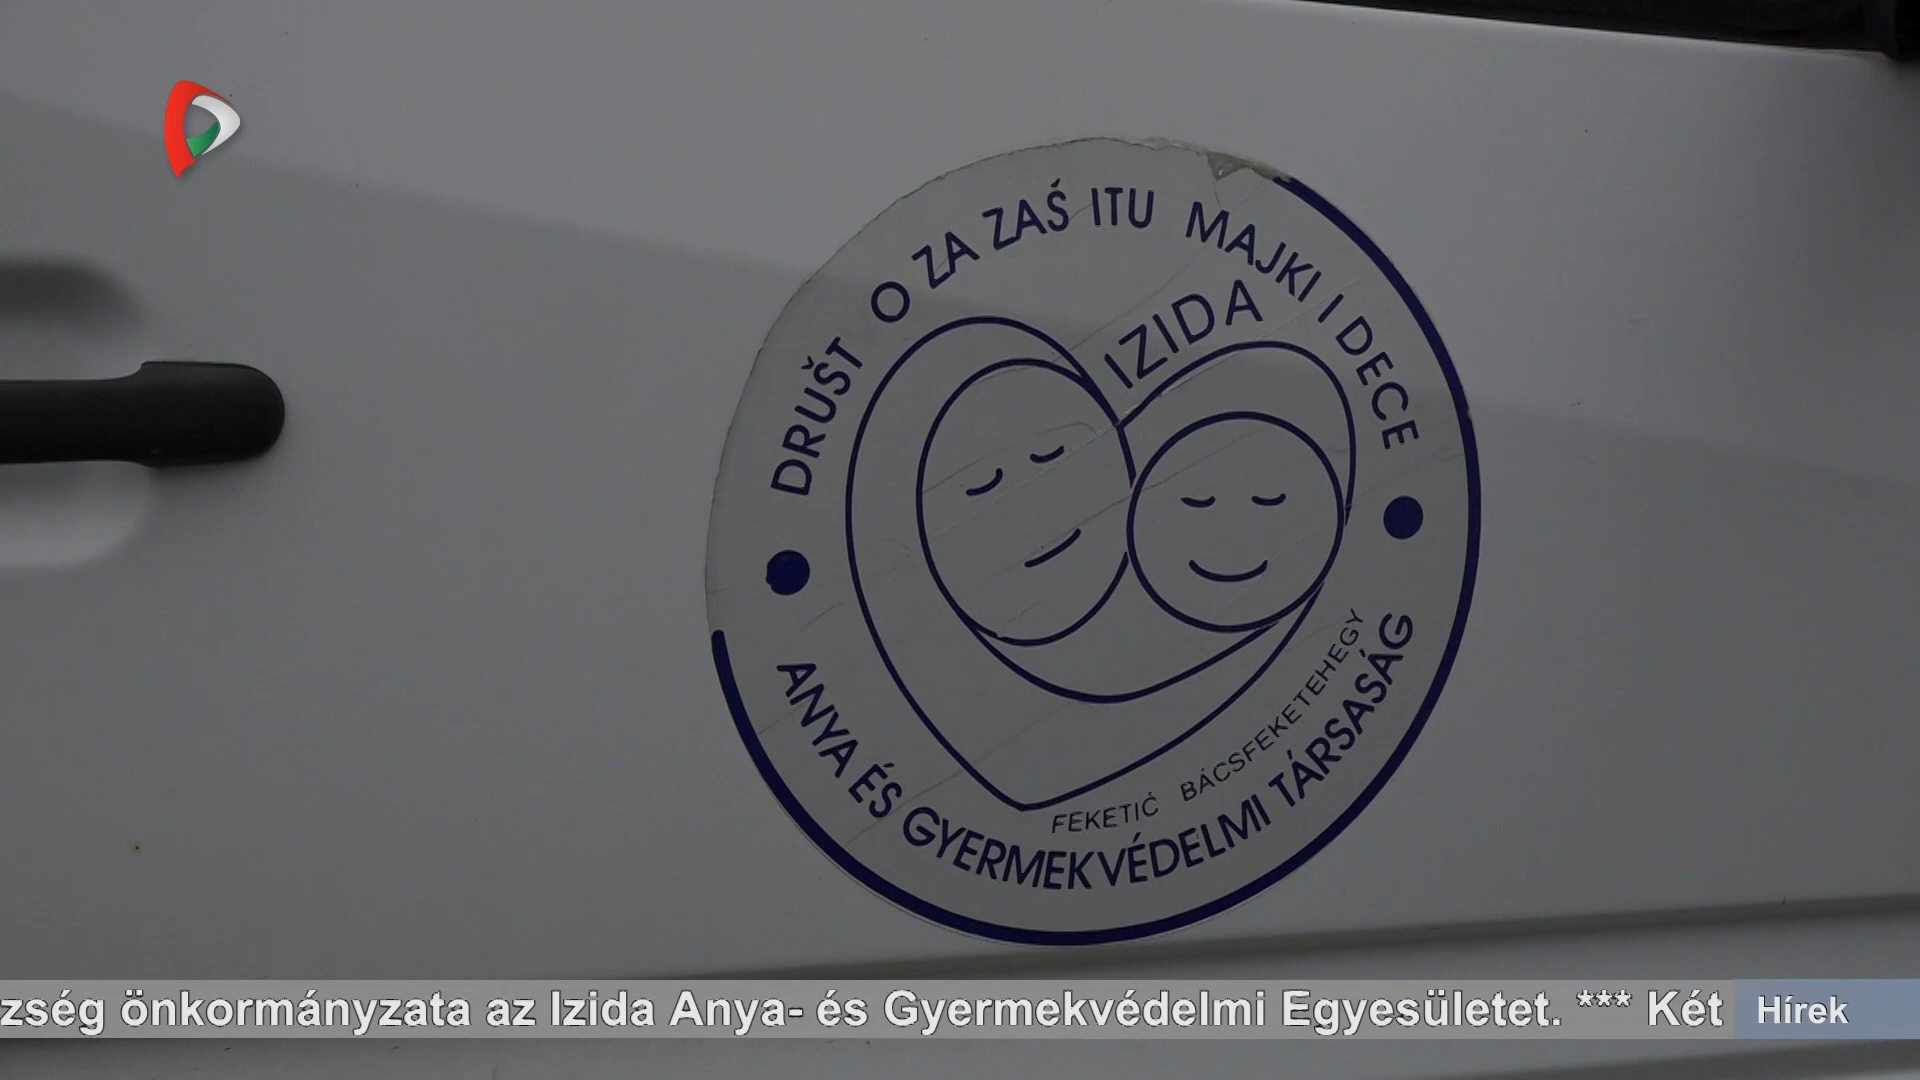 DRUŠT O ZA ZAŚ ITU MAJKI I DECE
IZIDA
FEKETIĆ BÁCSFEKETEHEGY
ANYA ÉS GYERMEKVÉDELMI TÁRSASÁG
zség önkormányzata az Izida Anya- és Gyermekvédelmi Egyesületet. *** Két
Hírek